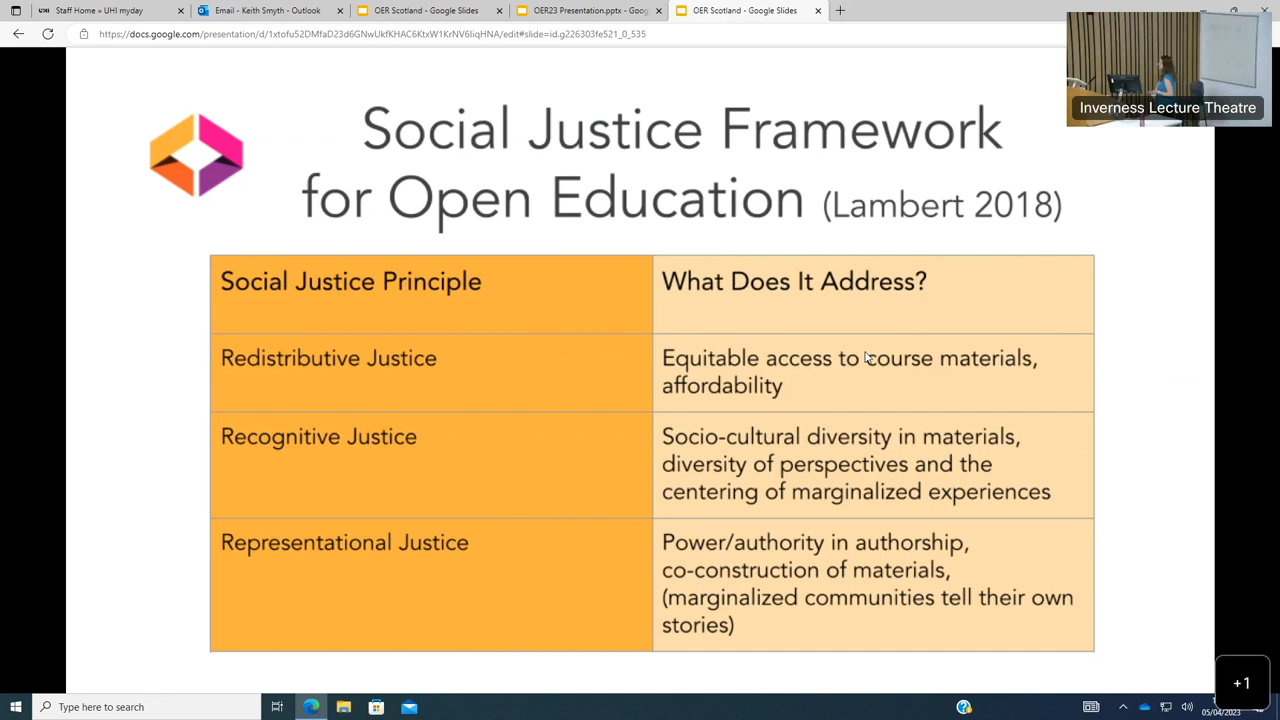 Staff Home » UHI myday
Email - Keith Smyth - Outlook
OER Scotland - Google Slides
OER23 Presentation.pptx - Google
OER Scotland - Google Slides
https://docs.google.com/presentation/d/1xtofu52DMfaD23d6GNwUkfKHAC6KtxW1KrNV6IiqHNA/edit#slide=id.g226303fe521_0_535
Inverness Lecture Theatre
Social Justice Framework
for Open Education (Lambert 2018)
Social Justice Principle
What Does It Address?
Redistributive Justice
Equitable access to course materials,
affordability
Recognitive Justice
Socio-cultural diversity in materials,
diversity of perspectives and the
centering of marginalized experiences
Representational Justice
Power/authority in authorship,
co-construction of materials,
(marginalized communities tell their own
stories)
+1
Type here to search
05/04/2023